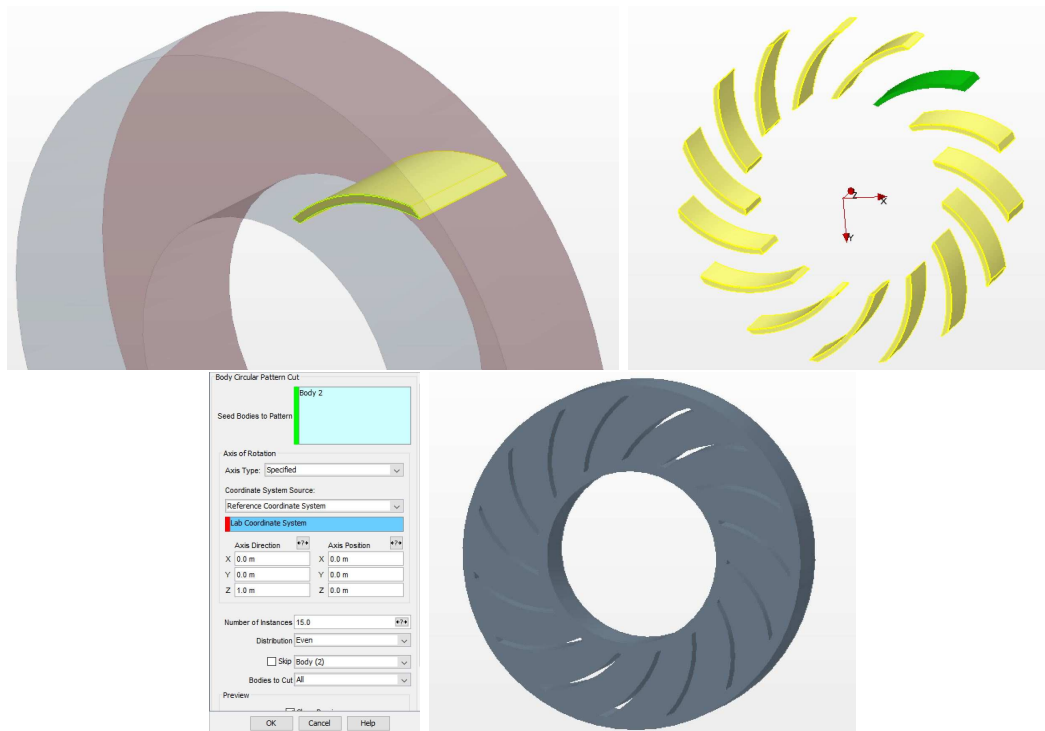 Z
X
Y
Body Circular Pattern Cut
Body 2
Seed Bodies to Pattern
Axis of Rotation
Axis Type: Specified
Coordinate System Source:
Reference Coordinate System
Lab Coordinate System
Axis Direction Axis Position
X 0.0 m X 0.0 m
Y 0.0 m Y 0.0 m
Z 1.0 m Z 0.0 m
Number of Instances 15.0
Distribution Even
Skip Body (2)
Bodies to Cut All
Preview
OK Cancel Help